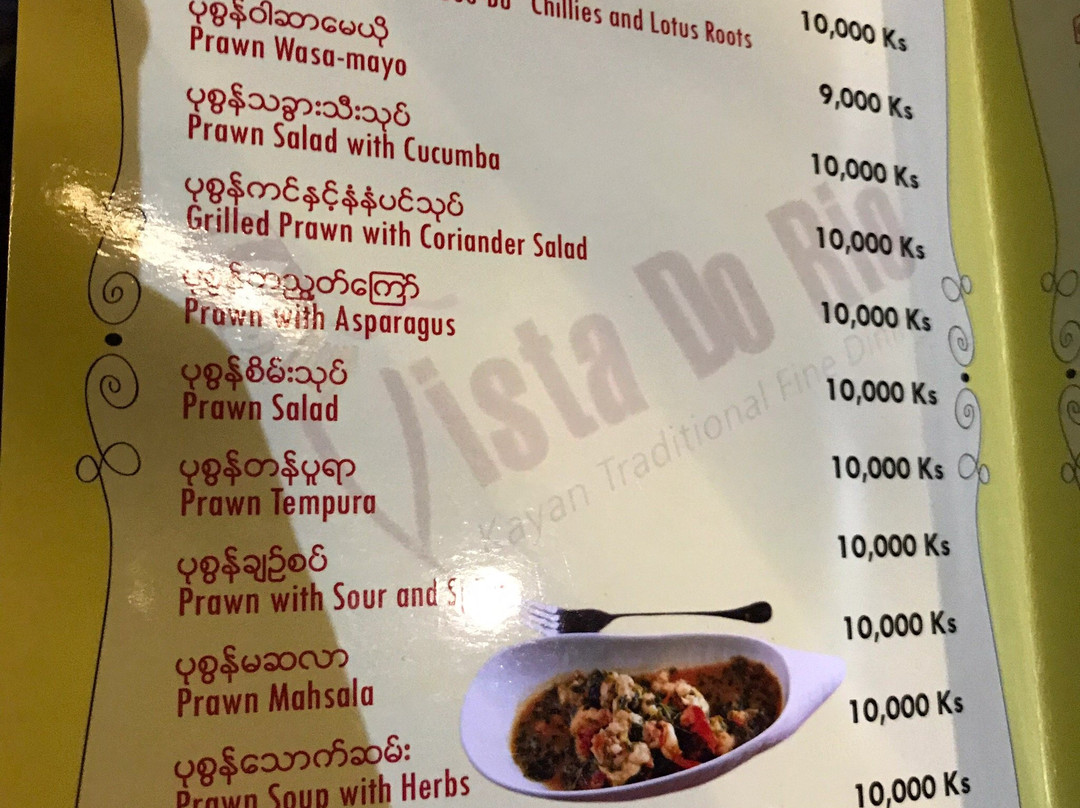 Chillies and Lotus Roots
10,000 Ks
ပုစွန်ဝါဆာမေယို
Prawn Wasa-mayo
9,000 Ks
ပုစွန်သခွားသီးသုပ်
Prawn Salad with Cucumba
10,000 Ks
ပုစွန်ကင်နှင့်နံနံပင်သုပ်
Grilled Prawn with Coriander Salad
10,000 Ks
Prawn with Asparagus
10,000 Ks
ပုစွန်စိမ်းသုပ်
Prawn Salad
10,000 Ks
ပုစွန်တန်ပူရာ
Prawn Tempura
10,000 Ks
ပုစွန်ချဉ်စပ်
Prawn with Sour and
10,000 Ks
ပုစွန်မဆလာ
Prawn Mahsala
10,000 Ks
ပုစွန်သောက်ဆမ်း
Prawn Soup with Herbs
10,000 Ks
10,000 Ks
Vista Do Rio
Kayan Traditional Fine